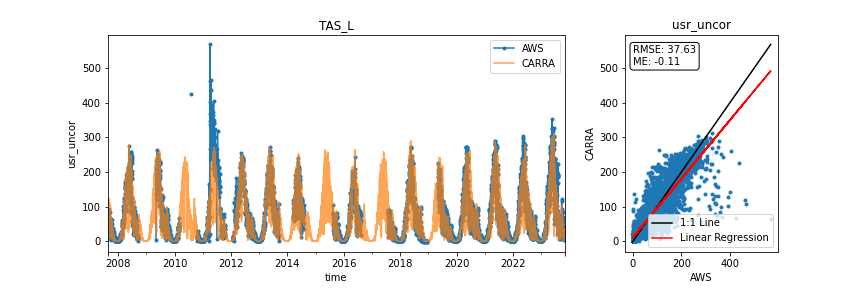 TAS_L
usr_uncor
500
400
300
200
100
0
2008
2010
2012
2014
2016
2018
2020
2022
time
AWS
CARRA
usr_uncor
RMSE: 37.63
ME: -0.11
CARRA
500
400
300
200
100
0
0
200
400
AWS
1:1 Line
Linear Regression